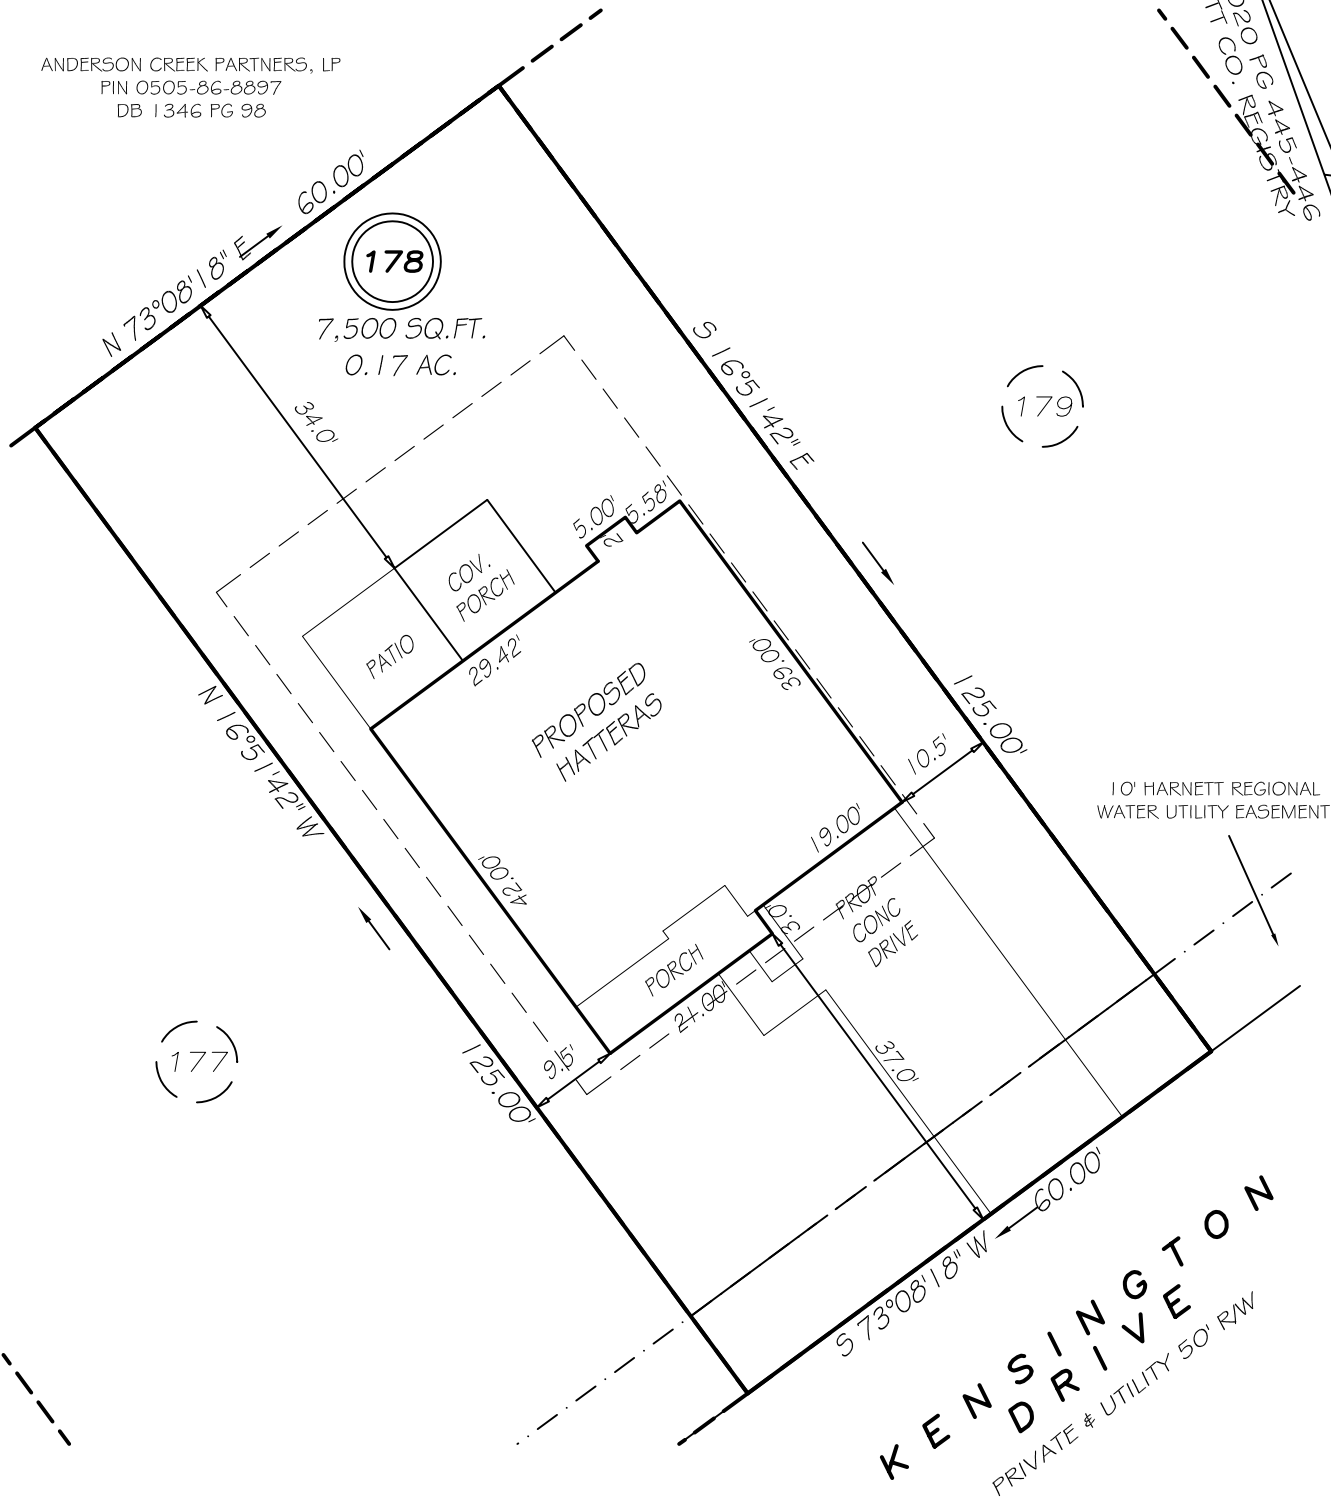 ANDERSON CREEK PARTNERS, LP
PIN 0505-86-8897
DB 1346 PG 98
020 PG 445-446
TT CO. REGISTRY
N 73°08'18" E
60.00'
178
7,500 SQ.FT.
0.17 AC.
S 16°51'42" E
125.00'
179
34.0'
5.00'
2
5.58'
COV.
PORCH
PATIO
29.42'
39.00'
PROPOSED
HATTERAS
N 16°51'42" W
125.00'
10.5'
10' HARNETT REGIONAL
WATER UTILITY EASEMENT
19.00'
42.00'
3.0'
PROP
CONC
DRIVE
PORCH
21.00'
9.5'
37.0'
177
60.00'
S 73°08'18" W
KENSINGTON
DRIVE
PRIVATE & UTILITY 50' R/W